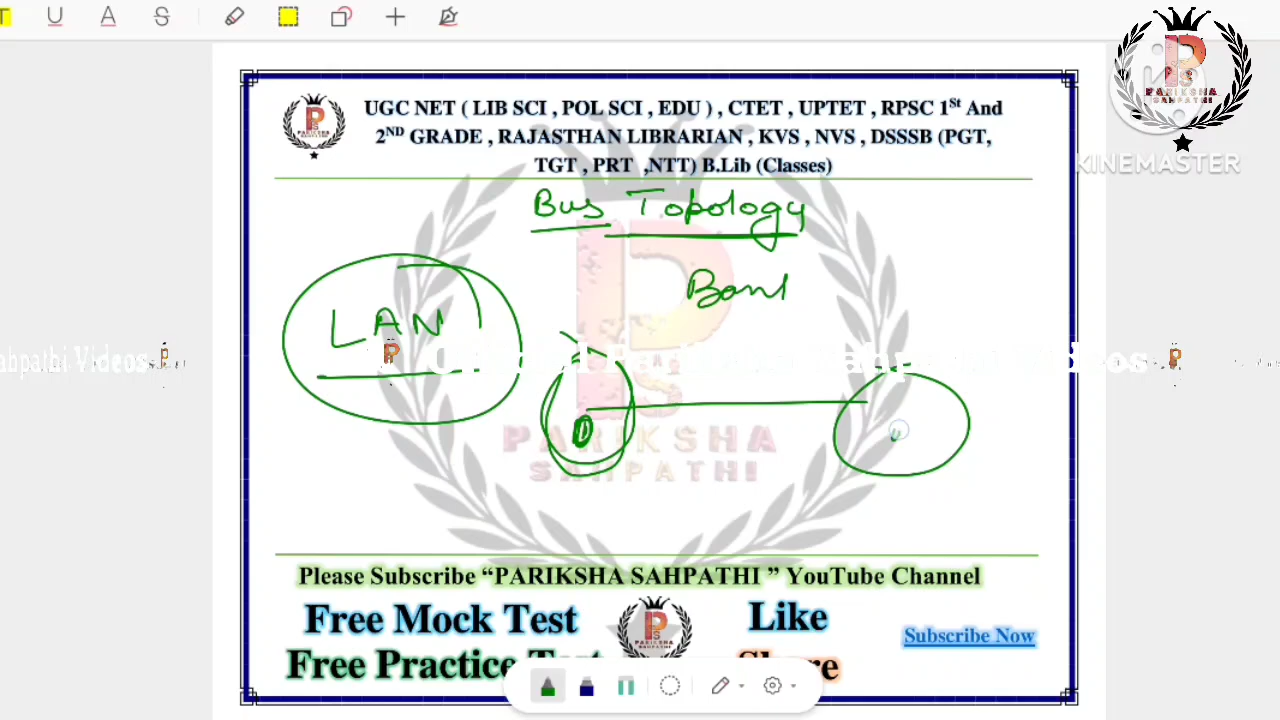 UGC NET ( LIB SCI , POL SCI , EDU ) , CTET , UPTET , RPSC 1St And
2ND GRADE , RAJASTHAN LIBRARIAN , KVS , NVS , DSSSB (PGT,
TGT , PRT ,NTT) B.Lib (Classes)
PARIKSHA
SAHPATHI
KINEMASTER
Bus Topology
LAN
PARIKSHA
SAHPATHI
Please Subscribe “PARIKSHA SAHPATHI ” YouTube Channel
Free Mock Test
Like
Subscribe Now
Free Practice